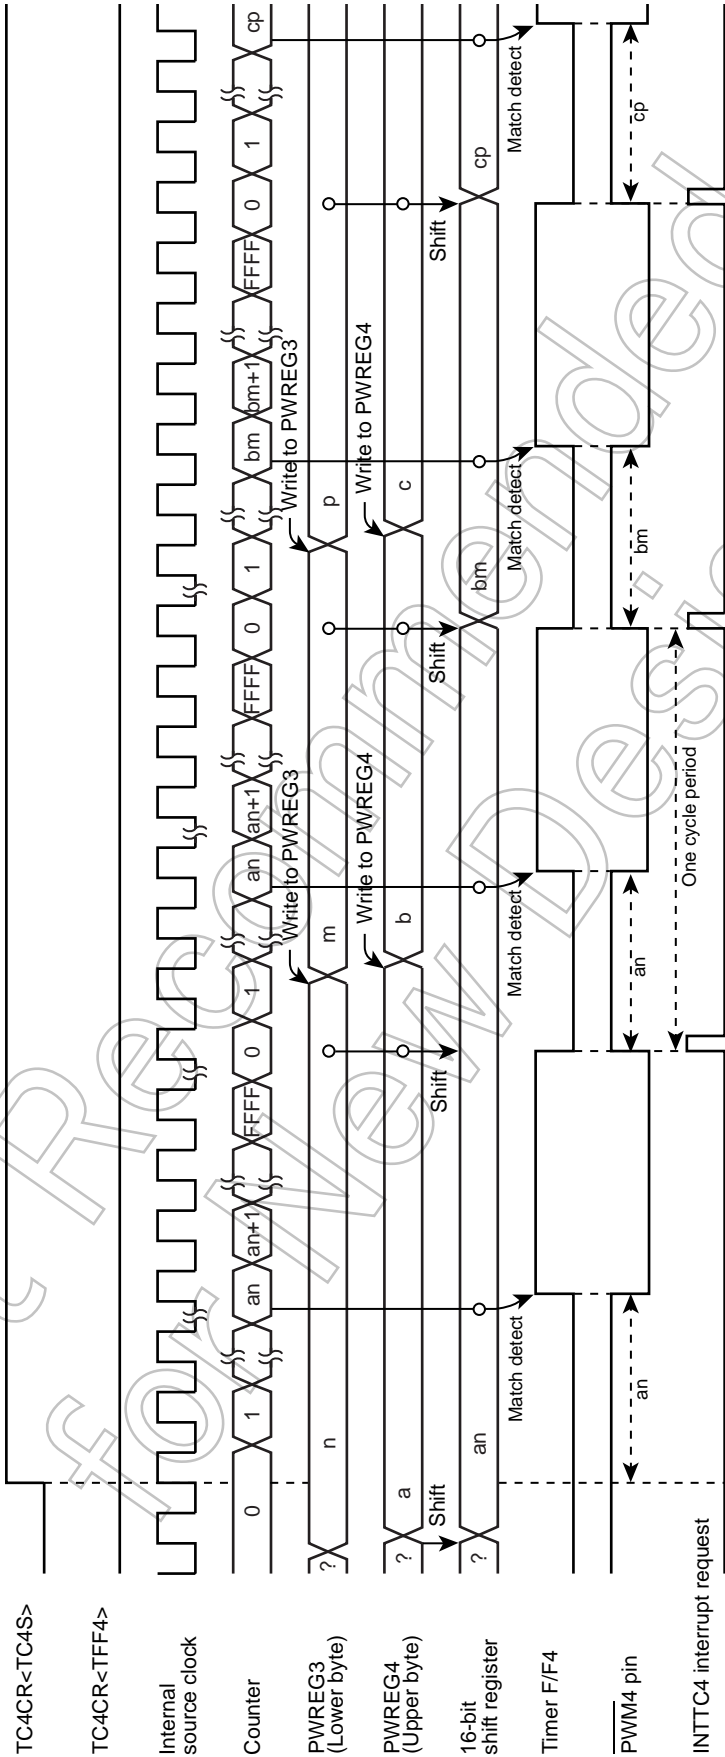 TC4CR<TC4S>
TC4CR<TFF4>
Internal
source clock
Counter
0 1 an an+1 FFFF 0 1 an an+1 FFFF 0 1 bm bm+1 FFFF 0 1 cp
Write to PWREG3
Write to PWREG3
PWREG3
(Lower byte)
? n m p
Write to PWREG4
Write to PWREG4
PWREG4
(Upper byte)
? a b c
Shift Shift Shift Shift
16-bit
shift register
? an bm cp
Match detect Match detect Match detect Match detect
Timer F/F4
PWM4 pin
an an bm cp
One cycle period
INTTC4 interrupt request
t Recommended
for New Desi